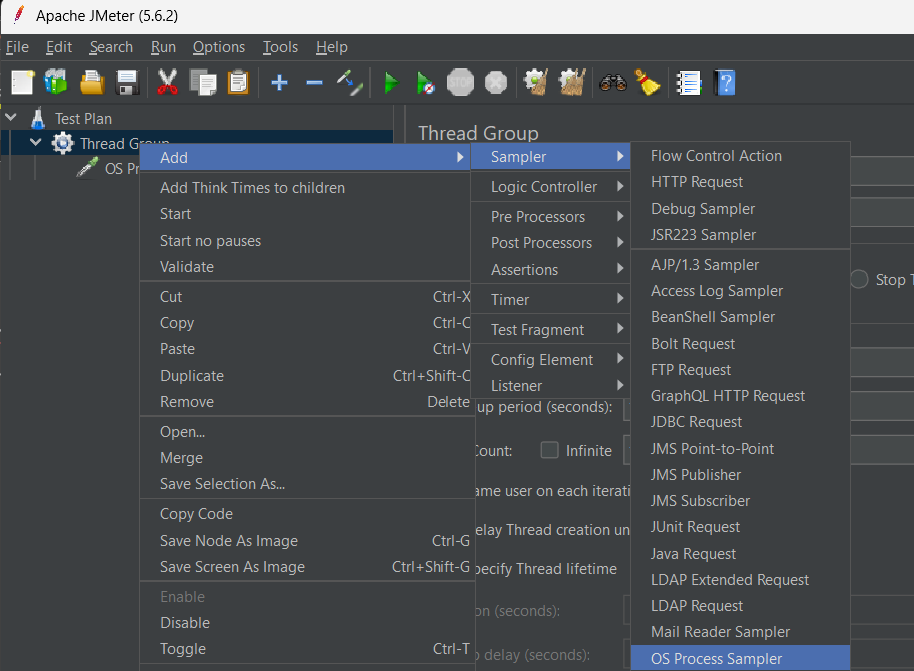 Apache JMeter (5.6.2)
File Edit Search Run Options Tools Help
STOP
Test Plan
Thread Group
OS Pr
Thread Group
Add
Add Think Times to children
Start
Start no pauses
Validate
Cut Ctrl-X
Copy Ctrl-C
Paste Ctrl-V
Duplicate Ctrl+Shift-C
Remove Delete
Open...
Merge
Save Selection As...
Copy Code
Save Node As Image Ctrl-G
Save Screen As Image Ctrl+Shift-G
Enable
Disable
Toggle Ctrl-T
Sampler
Logic Controller
Pre Processors
Post Processors
Assertions
Timer
Test Fragment
Config Element
Listener
Flow Control Action
HTTP Request
Debug Sampler
JSR223 Sampler
AJP/1.3 Sampler
Access Log Sampler
BeanShell Sampler
Bolt Request
FTP Request
GraphQL HTTP Request
JDBC Request
JMS Point-to-Point
JMS Publisher
JMS Subscriber
JUnit Request
Java Request
LDAP Extended Request
LDAP Request
Mail Reader Sampler
OS Process Sampler
Stop T
up period (seconds):
Count: Infinite
ame user on each iterati
elay Thread creation un
pecify Thread lifetime
on (seconds):
delay (seconds):